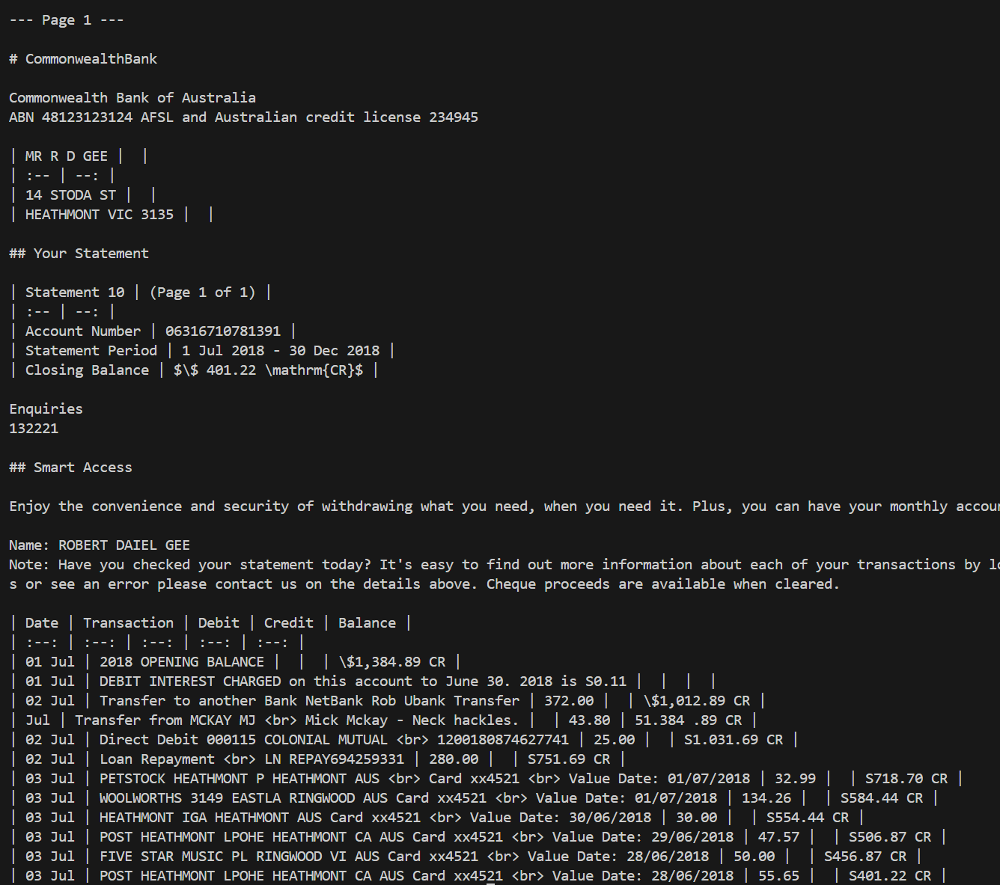 --- Page 1 ---
# CommonwealthBank
Commonwealth Bank of Australia
ABN 48123123124 AFSL and Australian credit license 234945
| MR R D GEE |  |
| :-- | --: |
| 14 STODA ST |  |
| HEATHMONT VIC 3135 |  |
## Your Statement
| Statement 10 | (Page 1 of 1) |
| :-- | --: |
| Account Number | 06316710781391 |
| Statement Period | 1 Jul 2018 - 30 Dec 2018 |
| Closing Balance | $\$ 401.22 \mathrm{CR}$ |
Enquiries
132221
## Smart Access
Enjoy the convenience and security of withdrawing what you need, when you need it. Plus, you can have your monthly accou
Name: ROBERT DAIEL GEE
Note: Have you checked your statement today? It's easy to find out more information about each of your transactions by lo
s or see an error please contact us on the details above. Cheque proceeds are available when cleared.
| Date | Transaction | Debit | Credit | Balance |
| :--: | :--: | :--: | :--: | :--: |
| 01 Jul | 2018 OPENING BALANCE |  |  | \$1,384.89 CR |
| 01 Jul | DEBIT INTEREST CHARGED on this account to June 30. 2018 is S0.11 |  |  |  |
| 02 Jul | Transfer to another Bank NetBank Rob Ubank Transfer | 372.00 |  | \$1,012.89 CR |
| Jul | Transfer from MCKAY MJ <br> Mick Mckay - Neck hackles. |  | 43.80 | 51.384 .89 CR |
| 02 Jul | Direct Debit 000115 COLONIAL MUTUAL <br> 1200180874627741 | 25.00 |  | S1.031.69 CR |
| 02 Jul | Loan Repayment <br> LN REPAY694259331 | 280.00 |  | S751.69 CR |
| 03 Jul | PETSTOCK HEATHMONT P HEATHMONT AUS <br> Card xx4521 <br> Value Date: 01/07/2018 | 32.99 |  | S718.70 CR |
| 03 Jul | WOOLWORTHS 3149 EASTLA RINGWOOD AUS Card xx4521 <br> Value Date: 01/07/2018 | 134.26 |  | S584.44 CR |
| 03 Jul | HEATHMONT IGA HEATHMONT AUS Card xx4521 <br> Value Date: 30/06/2018 | 30.00 |  | S554.44 CR |
| 03 Jul | POST HEATHMONT LPOHE HEATHMONT CA AUS Card xx4521 <br> Value Date: 29/06/2018 | 47.57 |  | S506.87 CR |
| 03 Jul | FIVE STAR MUSIC PL RINGWOOD VI AUS Card xx4521 <br> Value Date: 28/06/2018 | 50.00 |  | S456.87 CR |
| 03 Jul | POST HEATHMONT LPOHE HEATHMONT CA AUS Card xx4521 <br> Value Date: 28/06/2018 | 55.65 |  | S401.22 CR |